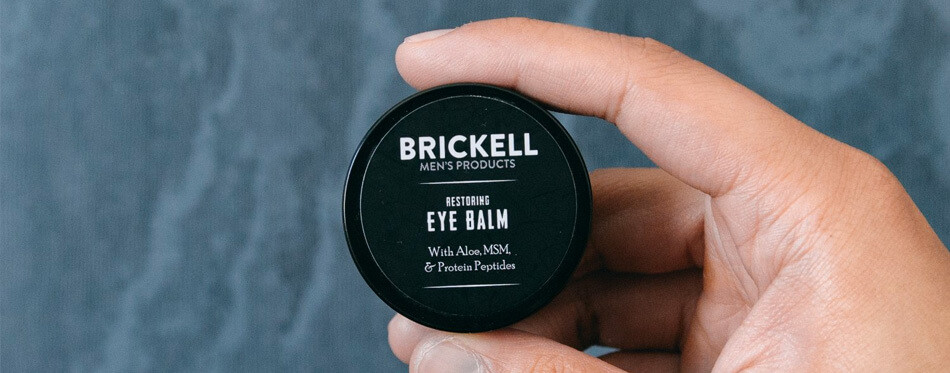 BRICKELL
MEN'S PRODUCTS
RESTORING
EYE BALM
With Aloe, MSM,
& Protein Peptides